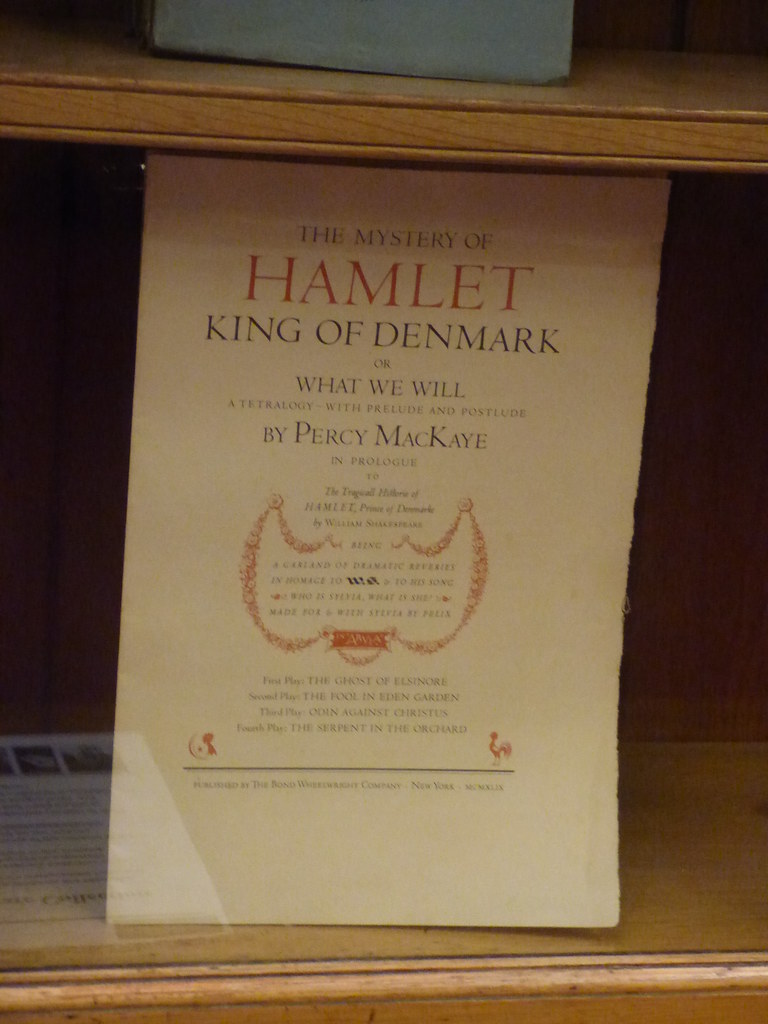 THE MYSTERY OF
HAMLET
KING OF DENMARK
OR
WHAT WE WILL
A TETRALOGY – WITH PRELUDE AND POSTLUDE
BY PERCY MACKAYE
IN PROLOGUE
TO
The Tragicall Historie of
HAMLET, Prince of Denmarke
by WILLIAM SHAKESPEARE
BEING
A GARLAND OF DRAMATIC REVERIES
IN HOMAGE TO W.S. & TO HIS SONG
WHO IS SYLVIA, WHAT IS SHE?
MADE FOR & WITH SYLVIA BY FELIX
First Play: THE GHOST OF ELSINORE
Second Play: THE FOOL IN EDEN GARDEN
Third Play: ODIN AGAINST CHRISTUS
Fourth Play: THE SERPENT IN THE ORCHARD
PUBLISHED BY THE BOND WHEELWRIGHT COMPANY · NEW YORK · MCMXLIX